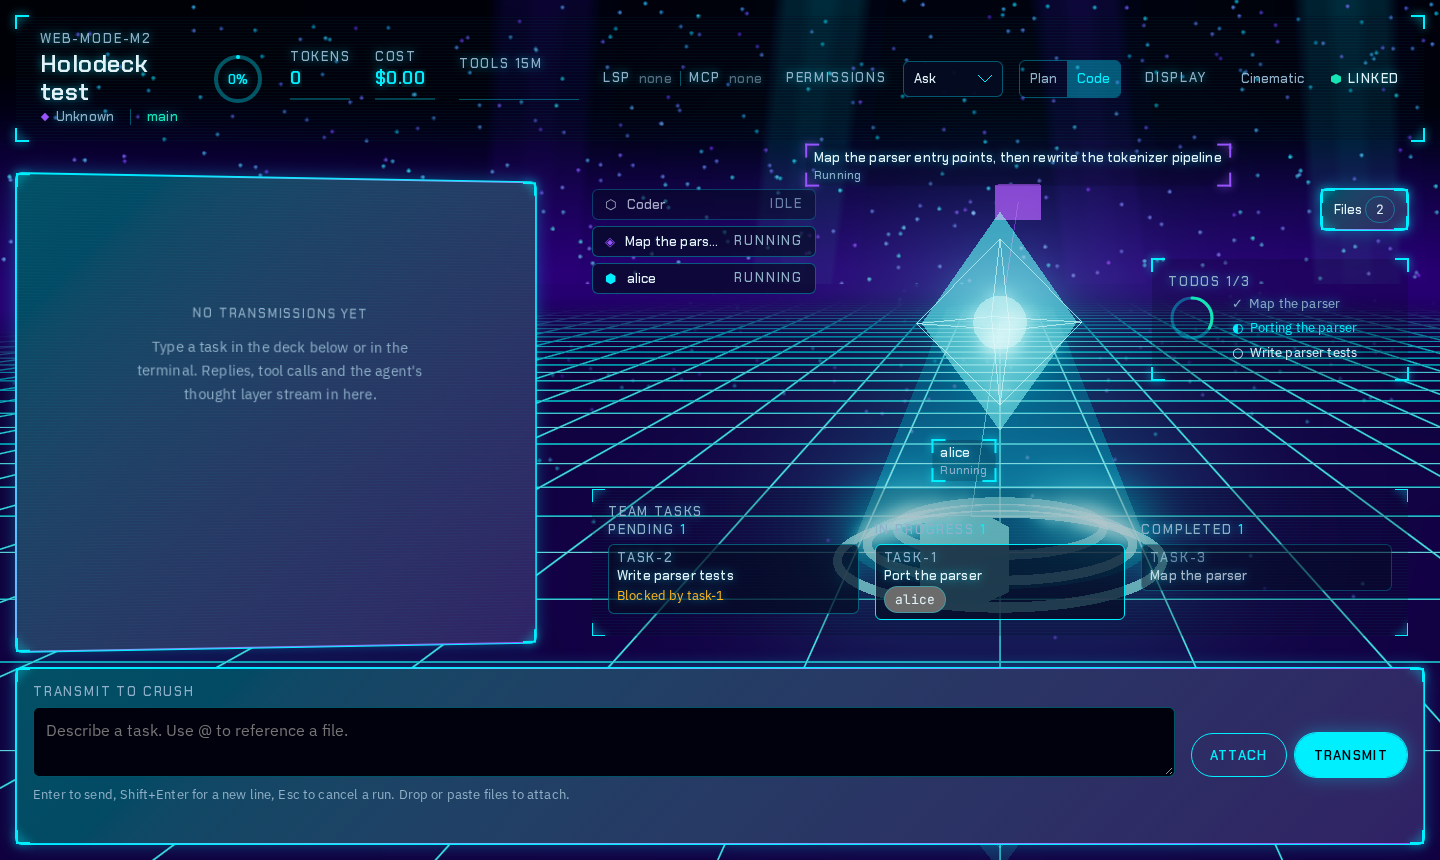 WEB-MODE-M2
Holodeck
test
Unknown
main
0%
TOKENS
0
COST
$0.00
TOOLS 15M
LSP none
MCP none
PERMISSIONS
Ask
Plan
Code
DISPLAY
Cinematic
LINKED
Map the parser entry points, then rewrite the tokenizer pipeline
Running
Coder IDLE
Map the pars... RUNNING
alice RUNNING
Files 2
TODOS 1/3
✓ Map the parser
Porting the parser
Write parser tests
NO TRANSMISSIONS YET
Type a task in the deck below or in the
terminal. Replies, tool calls and the agent's
thought layer stream in here.
alice
Running
TEAM TASKS
PENDING 1
TASK-2
Write parser tests
Blocked by task-1
IN PROGRESS 1
TASK-1
Port the parser
alice
COMPLETED 1
TASK-3
Map the parser
TRANSMIT TO CRUSH
Describe a task. Use @ to reference a file.
ATTACH
TRANSMIT
Enter to send, Shift+Enter for a new line, Esc to cancel a run. Drop or paste files to attach.